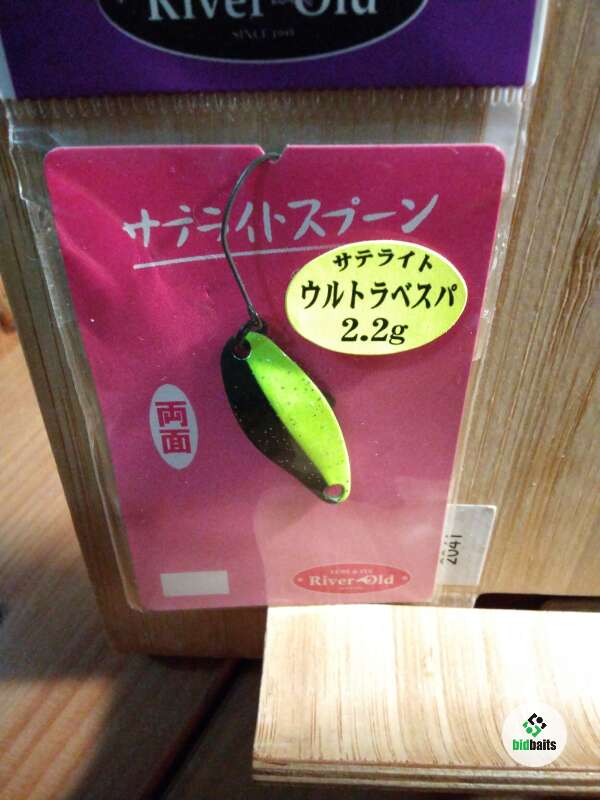 River Old
SINCE
サテライトスプーン
サテライト
ウルトラベスパ
2.2g
両面
River Old
2041
bidbaits